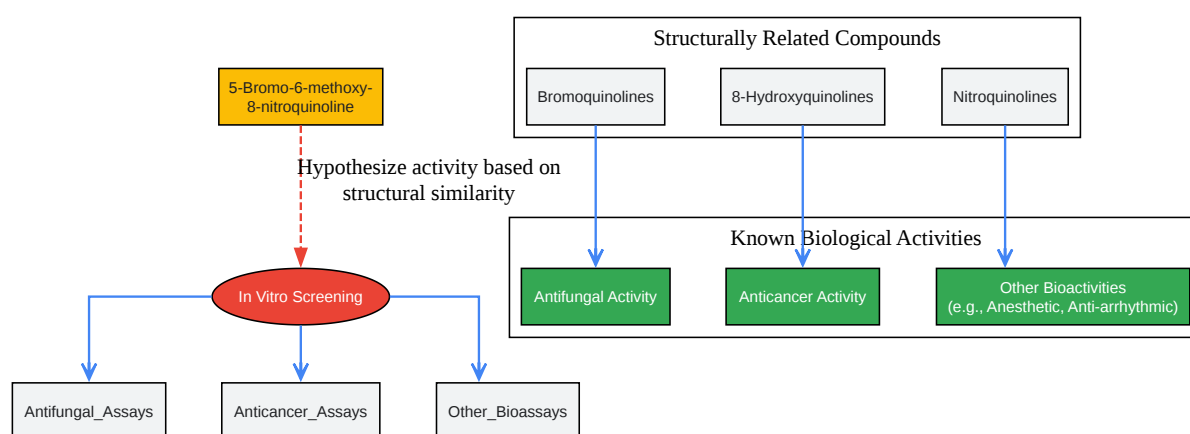 Structurally Related Compounds
5-Bromo-6-methoxy-
8-nitroquinoline
Bromoquinolines
8-Hydroxyquinolines
Nitroquinolines
Hypothesize activity based on
structural similarity
Known Biological Activities
In Vitro Screening
Antifungal Activity
Anticancer Activity
Other Bioactivities
(e.g., Anesthetic, Anti-arrhythmic)
Antifungal_Assays
Anticancer_Assays
Other_Bioassays